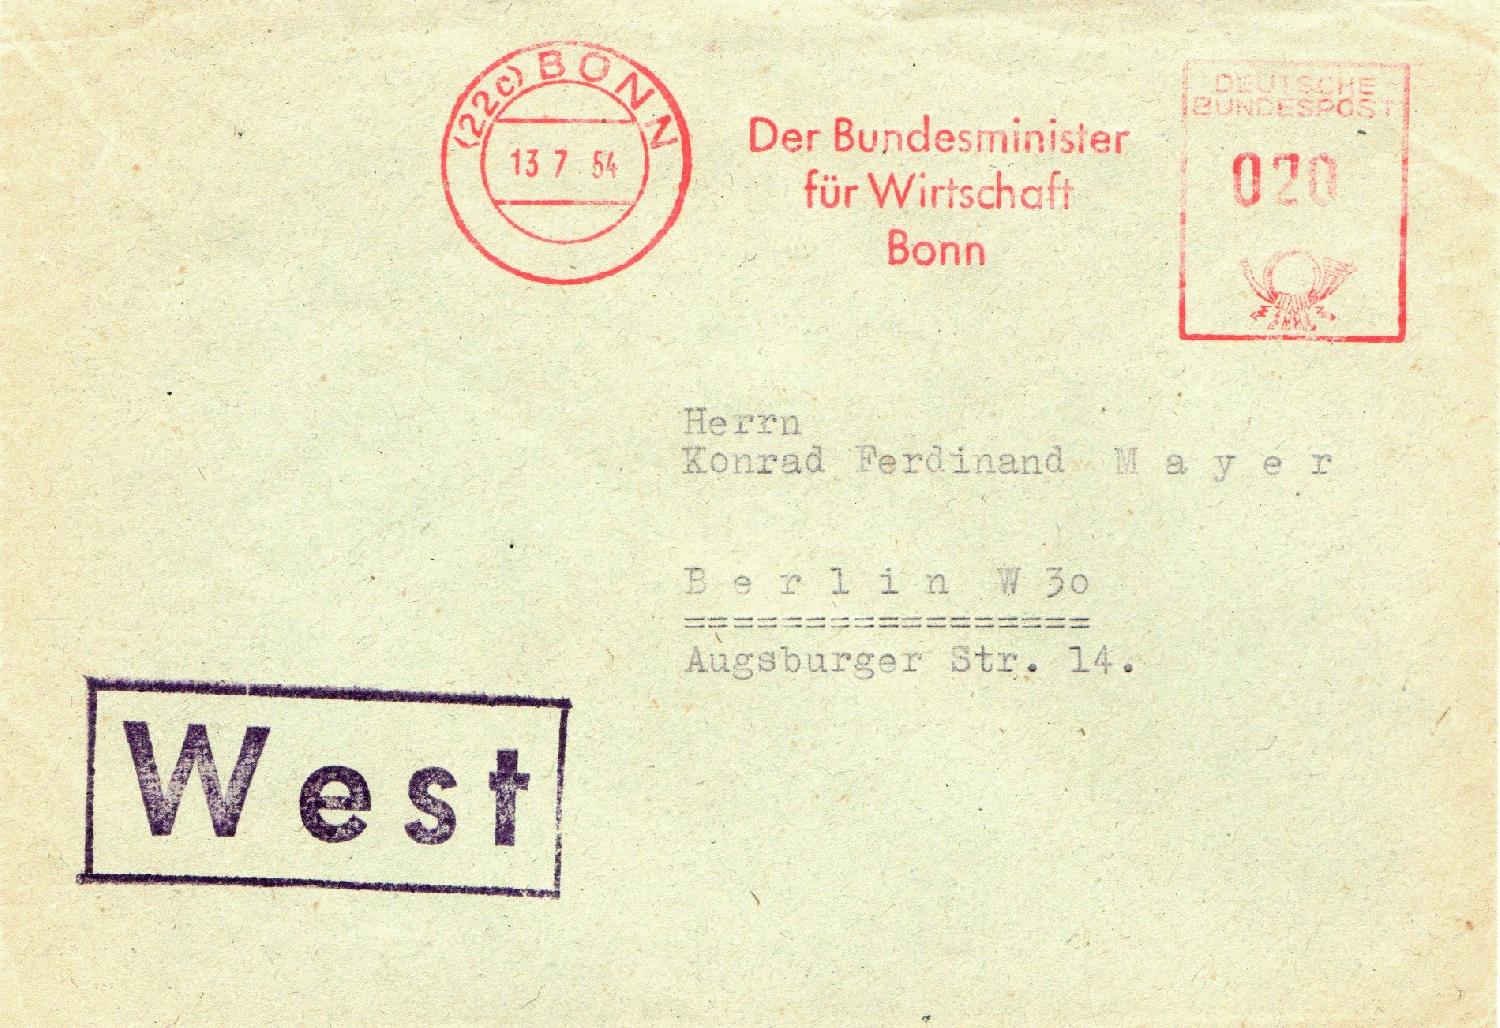 (22c) BONN
13 7 54
Der Bundesminister
für Wirtschaft
Bonn
DEUTSCHE
BUNDESPOST
020
Herrn
Konrad Ferdinand M a y e r
B e r l i n W 3o
=================
Augsburger Str. 14.
West